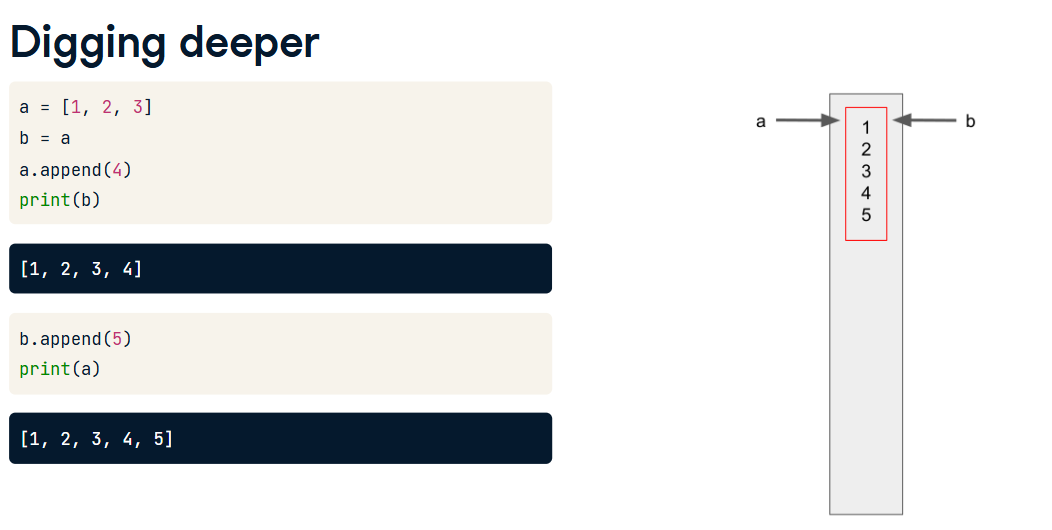 Digging deeper
a = [1, 2, 3]
b = a
a.append(4)
print(b)
[1, 2, 3, 4]
b.append(5)
print(a)
[1, 2, 3, 4, 5]
a
b
1
2
3
4
5